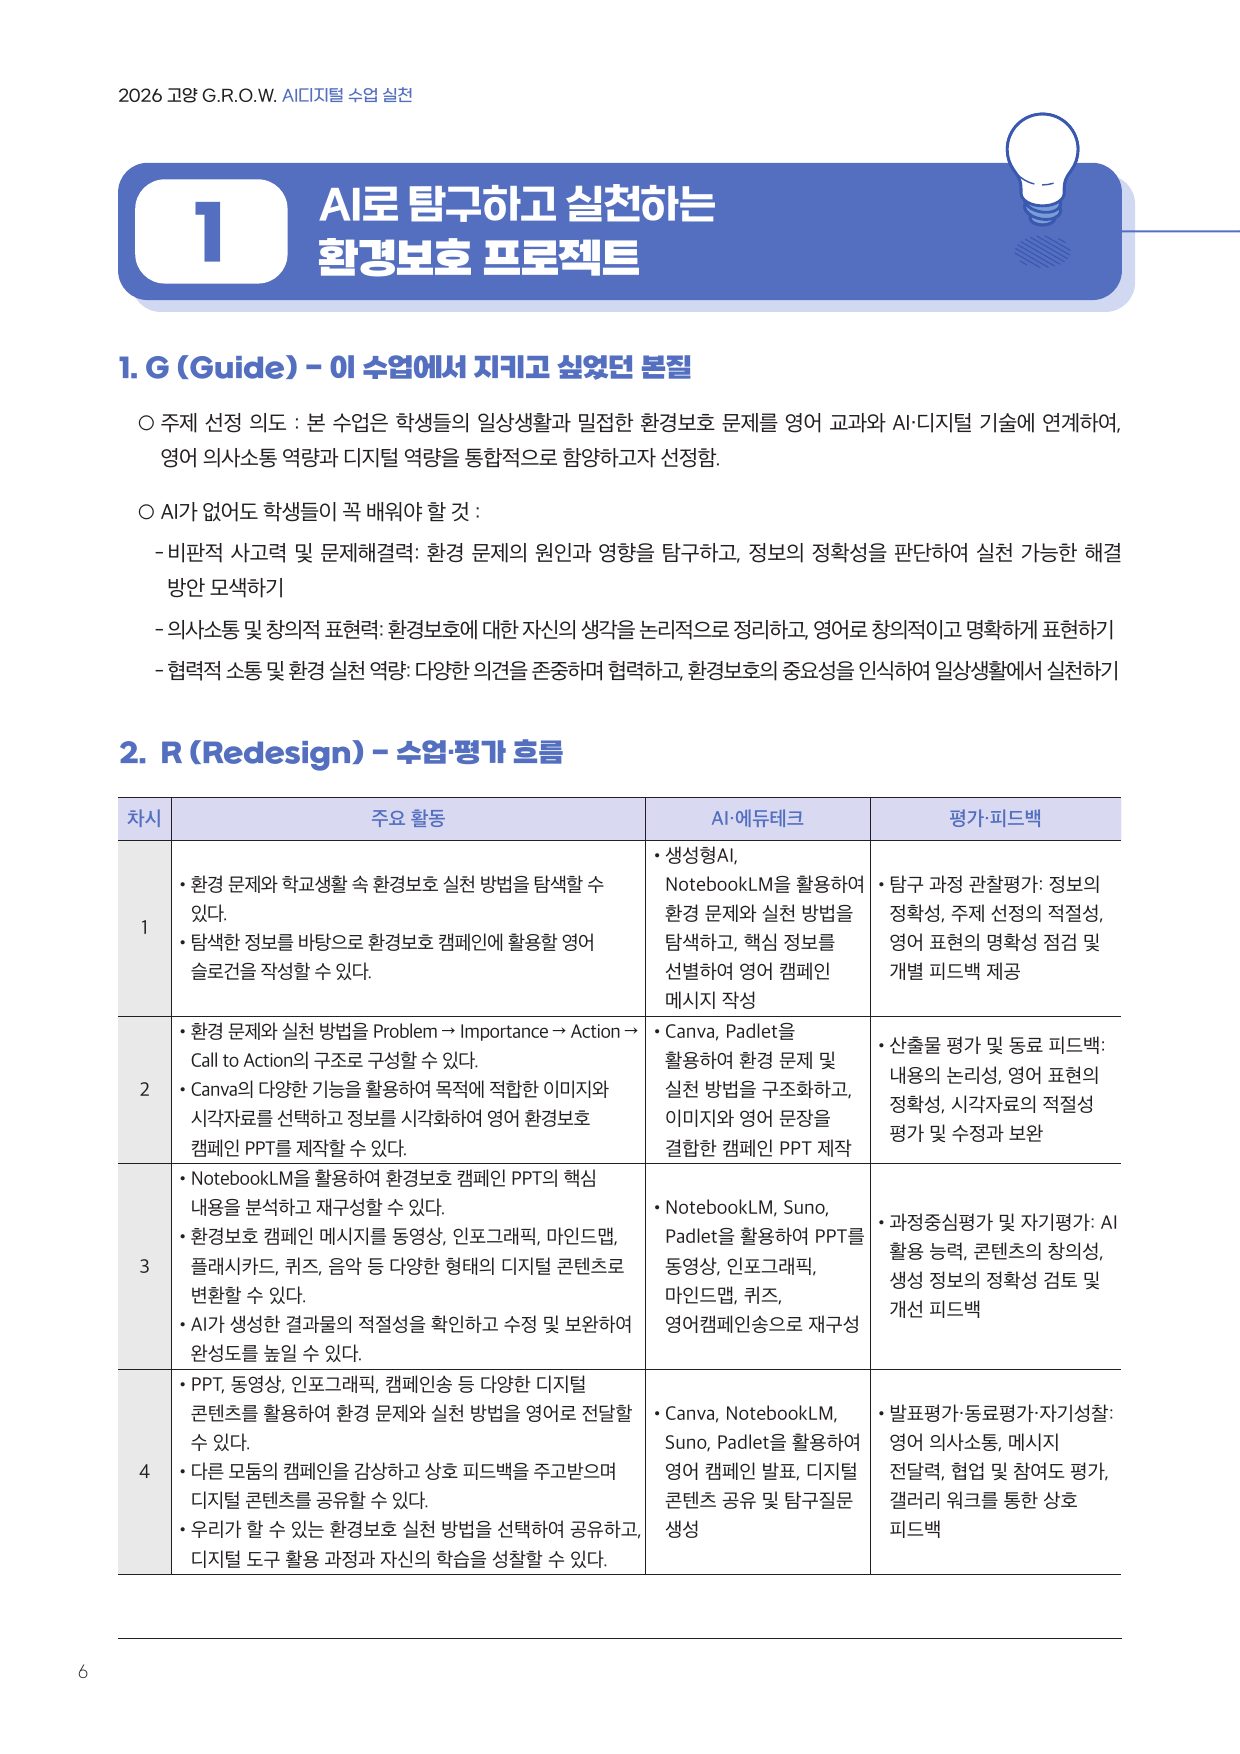 2026 고양 G.R.O.W. AI디지털 수업 실천
1
AI로 탐구하고 실천하는
환경보호 프로젝트
1. G (Guide) – 이 수업에서 지키고 싶었던 본질
○ 주제 선정 의도 : 본 수업은 학생들의 일상생활과 밀접한 환경보호 문제를 영어 교과와 AI·디지털 기술에 연계하여,
영어 의사소통 역량과 디지털 역량을 통합적으로 함양하고자 선정함.
○ AI가 없어도 학생들이 꼭 배워야 할 것 :
- 비판적 사고력 및 문제해결력: 환경 문제의 원인과 영향을 탐구하고, 정보의 정확성을 판단하여 실천 가능한 해결
방안 모색하기
- 의사소통 및 창의적 표현력: 환경보호에 대한 자신의 생각을 논리적으로 정리하고, 영어로 창의적이고 명확하게 표현하기
- 협력적 소통 및 환경 실천 역량: 다양한 의견을 존중하며 협력하고, 환경보호의 중요성을 인식하여 일상생활에서 실천하기
2. R (Redesign) – 수업·평가 흐름
차시
주요 활동
AI·에듀테크
평가·피드백
1
• 환경 문제와 학교생활 속 환경보호 실천 방법을 탐색할 수
있다.
• 탐색한 정보를 바탕으로 환경보호 캠페인에 활용할 영어
슬로건을 작성할 수 있다.
• 생성형AI,
NotebookLM을 활용하여
환경 문제와 실천 방법을
탐색하고, 핵심 정보를
선별하여 영어 캠페인
메시지 작성
• 탐구 과정 관찰평가: 정보의
정확성, 주제 선정의 적절성,
영어 표현의 명확성 점검 및
개별 피드백 제공
2
• 환경 문제와 실천 방법을 Problem → Importance → Action →
Call to Action의 구조로 구성할 수 있다.
• Canva의 다양한 기능을 활용하여 목적에 적합한 이미지와
시각자료를 선택하고 정보를 시각화하여 영어 환경보호
캠페인 PPT를 제작할 수 있다.
• Canva, Padlet을
활용하여 환경 문제 및
실천 방법을 구조화하고,
이미지와 영어 문장을
결합한 캠페인 PPT 제작
• 산출물 평가 및 동료 피드백:
내용의 논리성, 영어 표현의
정확성, 시각자료의 적절성
평가 및 수정과 보완
3
• NotebookLM을 활용하여 환경보호 캠페인 PPT의 핵심
내용을 분석하고 재구성할 수 있다.
• 환경보호 캠페인 메시지를 동영상, 인포그래픽, 마인드맵,
플래시카드, 퀴즈, 음악 등 다양한 형태의 디지털 콘텐츠로
변환할 수 있다.
• AI가 생성한 결과물의 적절성을 확인하고 수정 및 보완하여
완성도를 높일 수 있다.
• NotebookLM, Suno,
Padlet을 활용하여 PPT를
동영상, 인포그래픽,
마인드맵, 퀴즈,
영어캠페인송으로 재구성
• 과정중심평가 및 자기평가: AI
활용 능력, 콘텐츠의 창의성,
생성 정보의 정확성 검토 및
개선 피드백
4
• PPT, 동영상, 인포그래픽, 캠페인송 등 다양한 디지털
콘텐츠를 활용하여 환경 문제와 실천 방법을 영어로 전달할
수 있다.
• 다른 모둠의 캠페인을 감상하고 상호 피드백을 주고받으며
디지털 콘텐츠를 공유할 수 있다.
• 우리가 할 수 있는 환경보호 실천 방법을 선택하여 공유하고,
디지털 도구 활용 과정과 자신의 학습을 성찰할 수 있다.
• Canva, NotebookLM,
Suno, Padlet을 활용하여
영어 캠페인 발표, 디지털
콘텐츠 공유 및 탐구질문
생성
• 발표평가·동료평가·자기성찰:
영어 의사소통, 메시지
전달력, 협업 및 참여도 평가,
갤러리 워크를 통한 상호
피드백
6